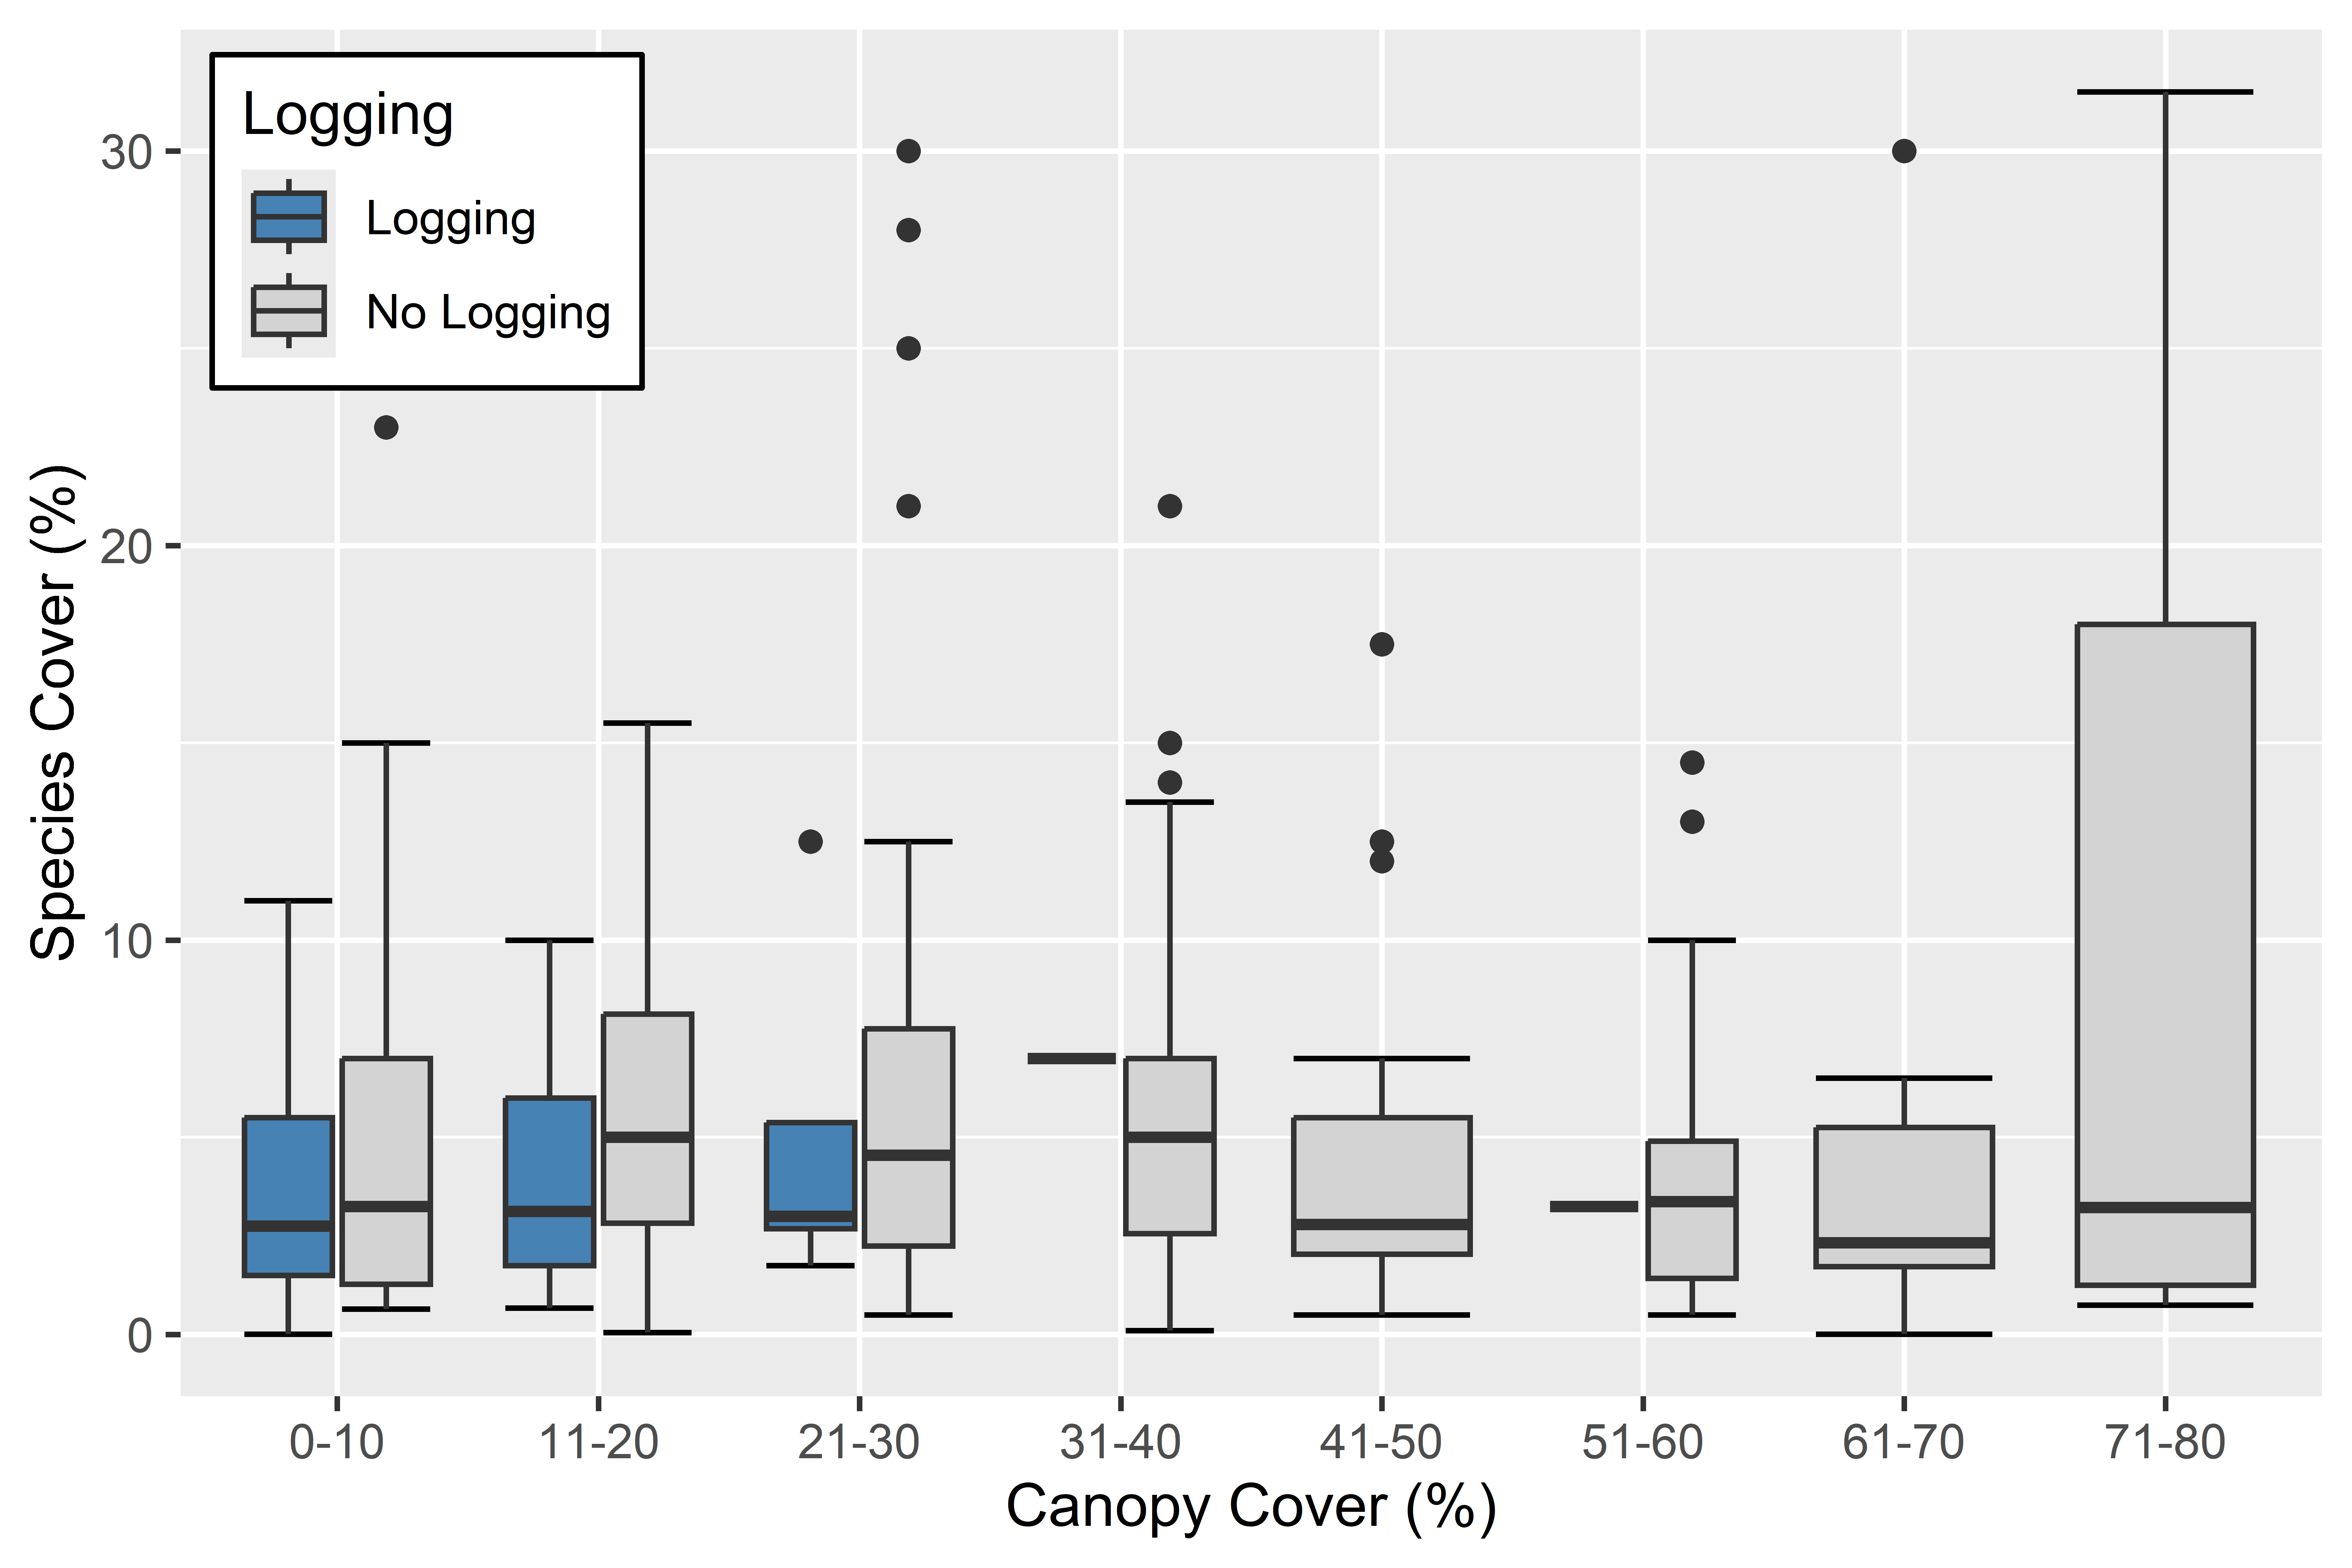 Logging
Logging
No Logging
Species Cover (%)
30
20
10
0
0-10
11-20
21-30
31-40
41-50
51-60
61-70
71-80
Canopy Cover (%)